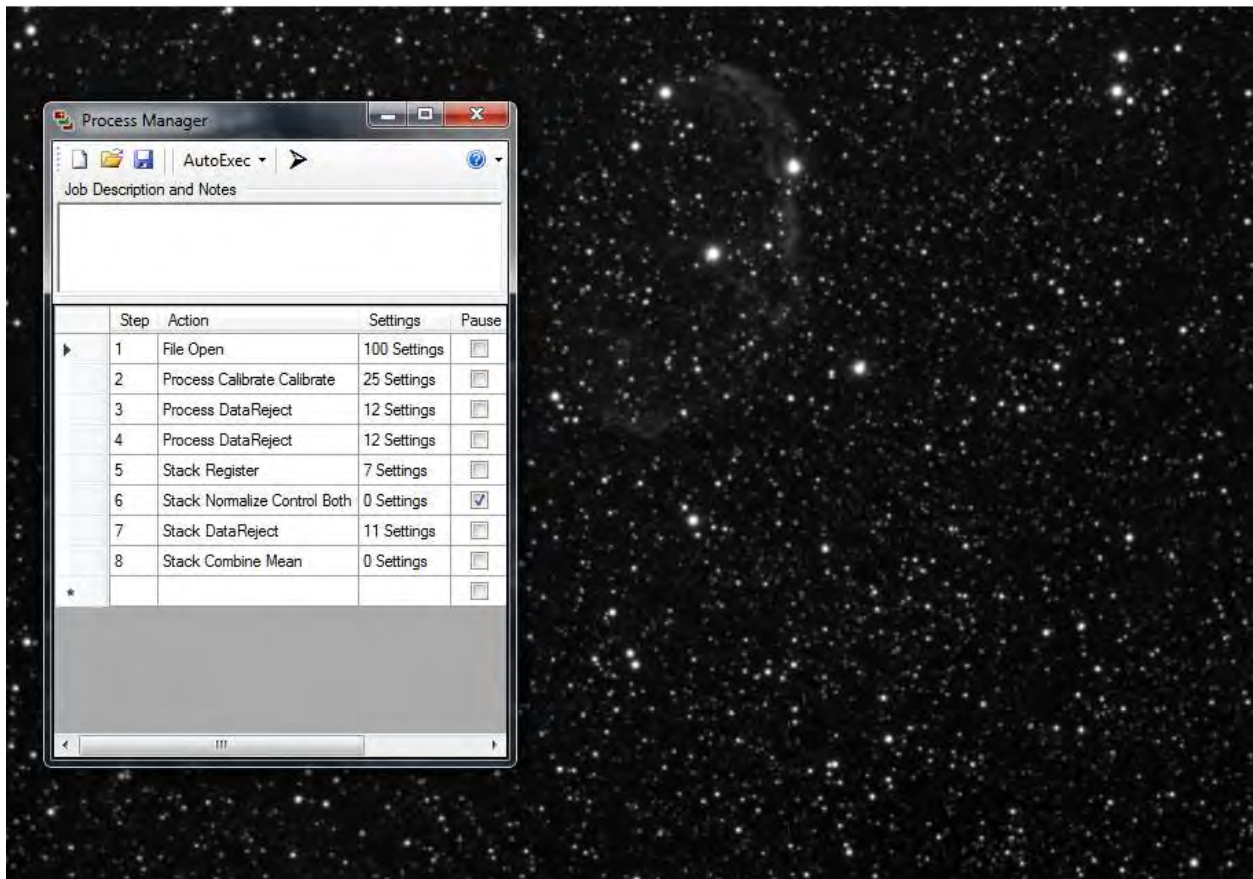 Process Manager
AutoExec
Job Description and Notes
Step Action Settings Pause
1 File Open 100 Settings
2 Process Calibrate Calibrate 25 Settings
3 Process DataReject 12 Settings
4 Process DataReject 12 Settings
5 Stack Register 7 Settings
6 Stack Normalize Control Both 0 Settings
7 Stack DataReject 11 Settings
8 Stack Combine Mean 0 Settings
*